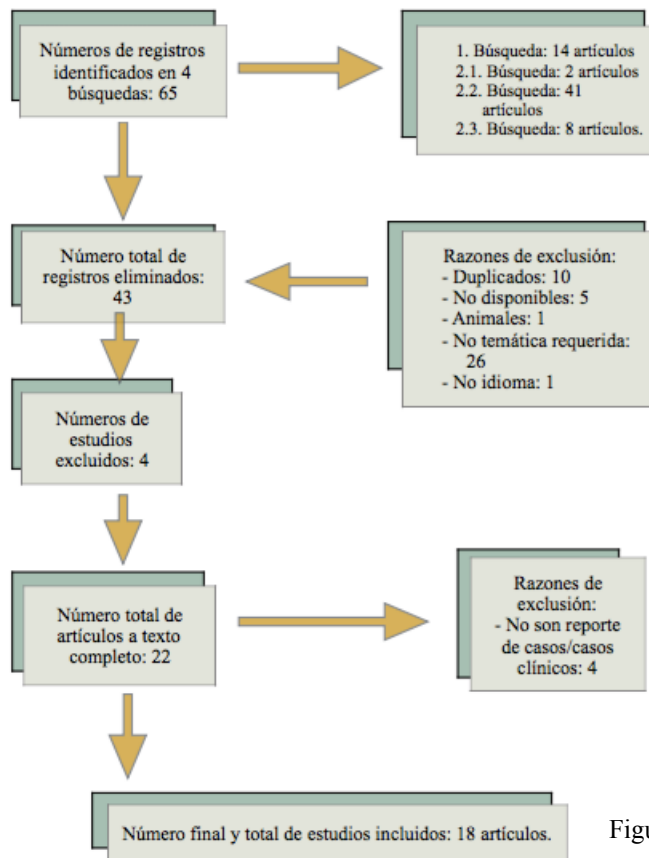 Números de registros
identificados en 4
búsquedas: 65
1. Búsqueda: 14 artículos
2.1. Búsqueda: 2 artículos
2.2. Búsqueda: 41
artículos
2.3. Búsqueda: 8 artículos.
Número total de
registros eliminados:
43
Razones de exclusión:
- Duplicados: 10
- No disponibles: 5
- Animales: 1
- No temática requerida:
26
- No idioma: 1
Números de
estudios
excluidos: 4
Número total de
artículos a texto
completo: 22
Razones de
exclusión:
- No son reporte
de casos/casos
clínicos: 4
Número final y total de estudios incluidos: 18 artículos.